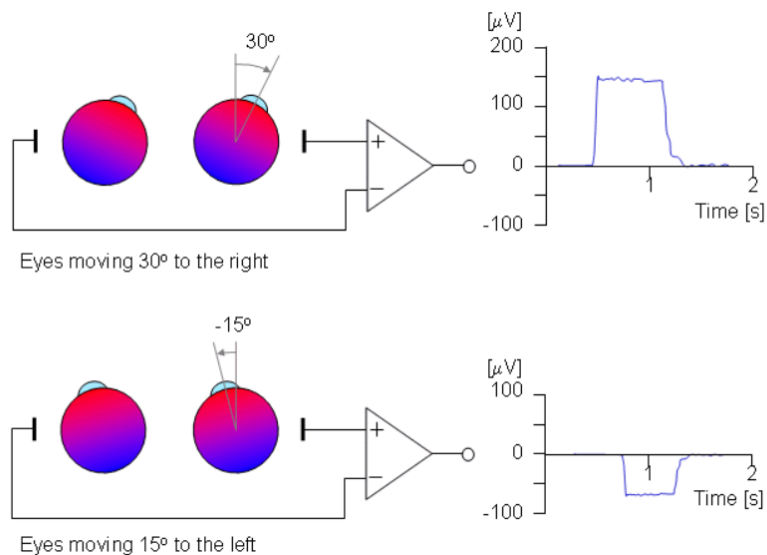 30º
+
−
[µV]
200
100
0
-100
1
2
Time [s]
Eyes moving 30º to the right
-15º
+
−
[µV]
100
0
-100
1
2
Time [s]
Eyes moving 15º to the left